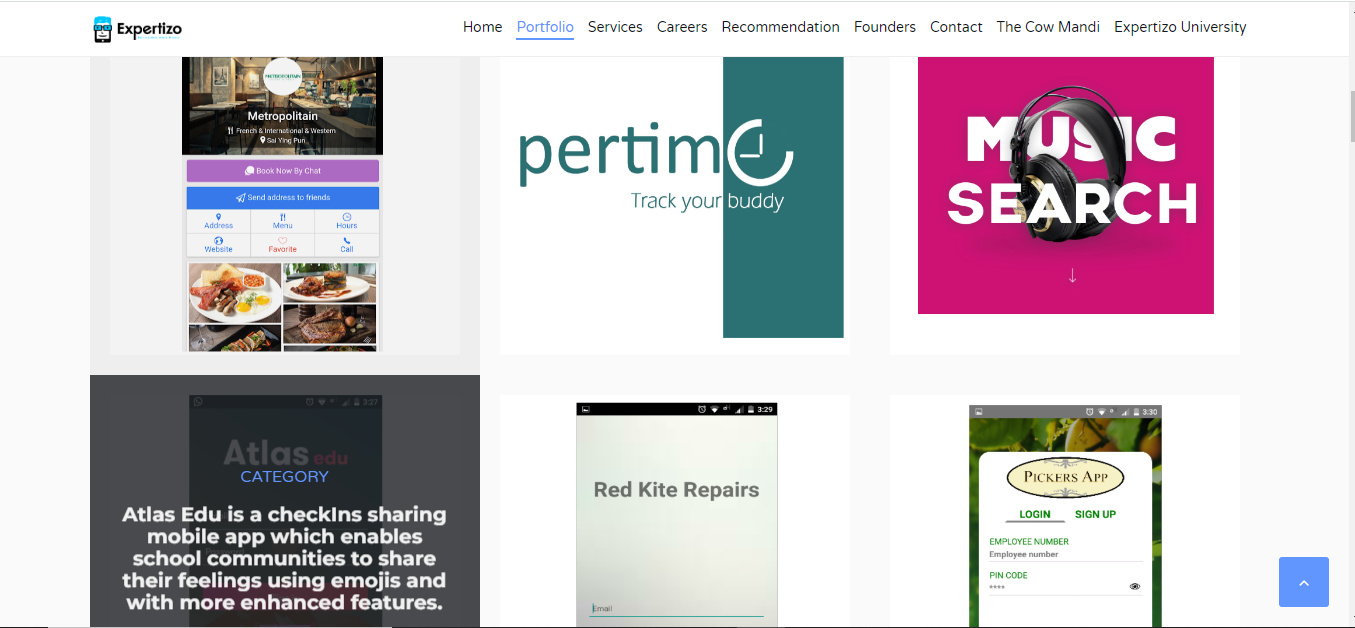 Expertizo
Home Portfolio Services Careers Recommendation Founders Contact The Cow Mandi Expertizo University
METROPOLITAIN
Metropolitain
French & International & Western
Sai Ying Pun
Book Now By Chat
Send address to friends
Address Menu Hours
Website Favorite Call
pertimo
Track your buddy
MUSIC
SEARCH
3:27
Atlas edu
CATEGORY
Atlas Edu is a checkIns sharing
mobile app which enables
school communities to share
their feelings using emojis and
with more enhanced features.
3:29
Red Kite Repairs
Email
3:30
PICKERS APP
LOGIN SIGN UP
EMPLOYEE NUMBER
Employee number
PIN CODE
****